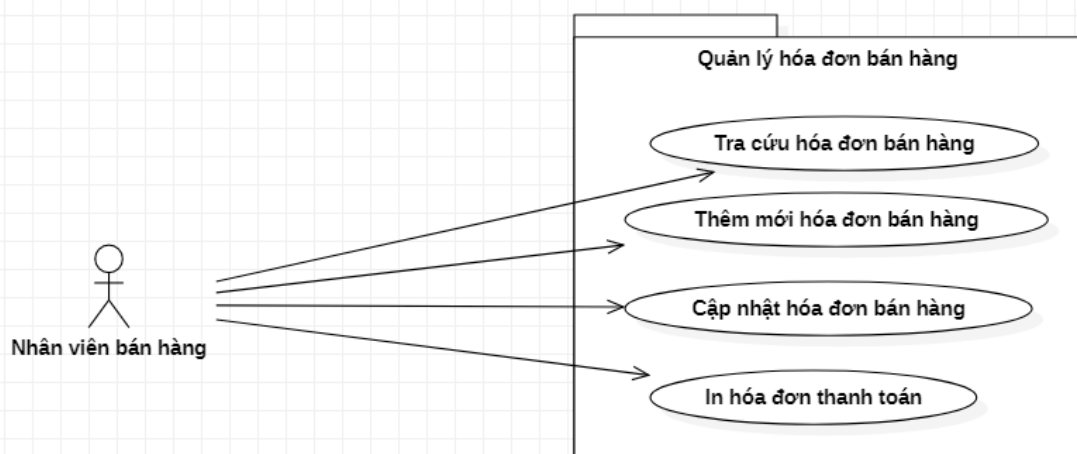 Quản lý hóa đơn bán hàng
Tra cứu hóa đơn bán hàng
Thêm mới hóa đơn bán hàng
Cập nhật hóa đơn bán hàng
Nhân viên bán hàng
In hóa đơn thanh toán